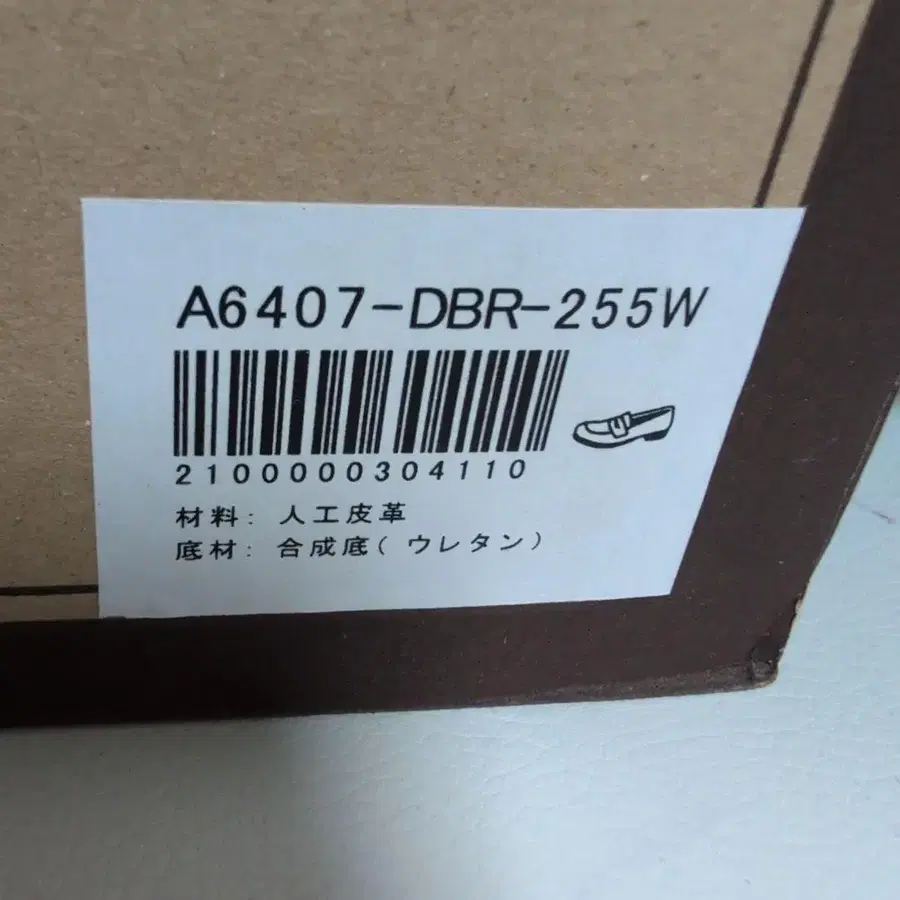 A6407-DBR-255W
2100000304110
材料: 人工皮革
底材: 合成底( ウレタン)